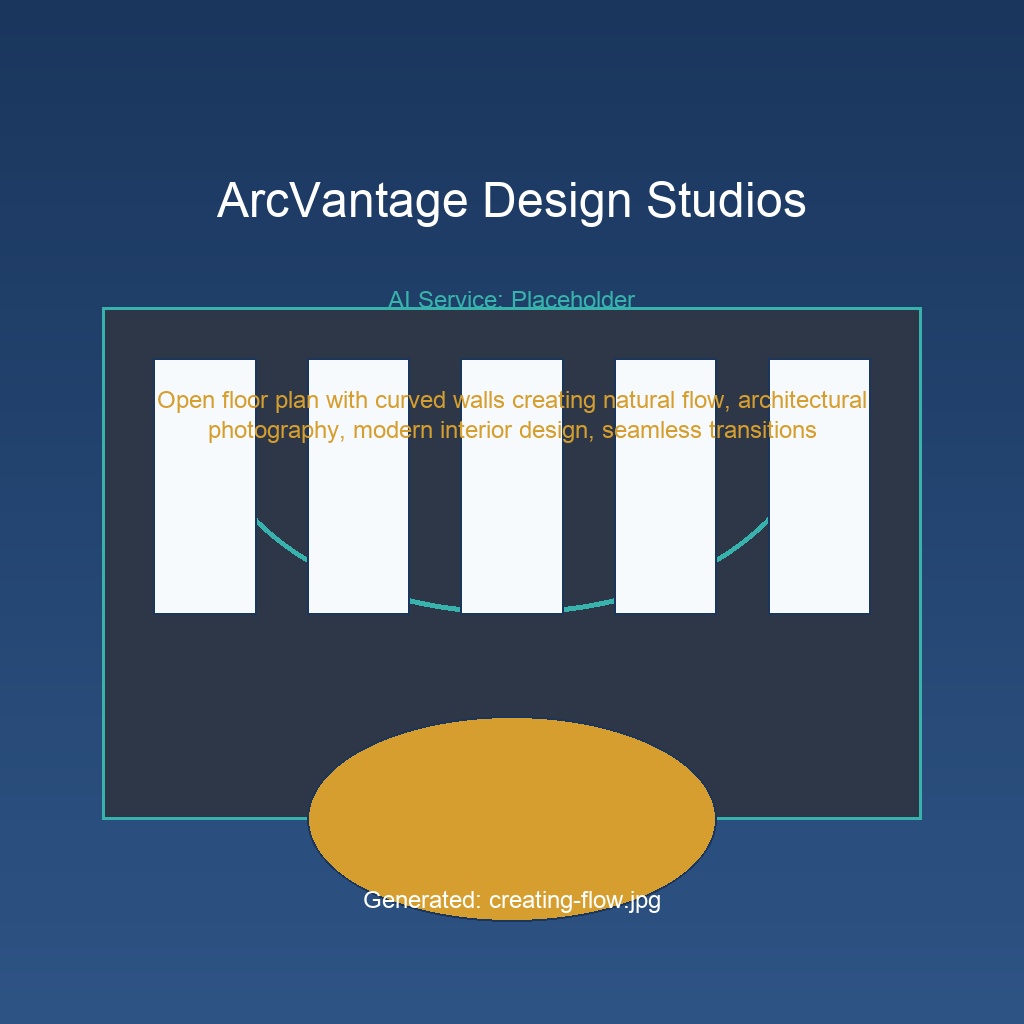 ArcVantage Design Studios
AI Service: Placeholder
Open floor plan with curved walls creating natural flow, architectural
photography, modern interior design, seamless transitions
Generated: creating-flow.jpg